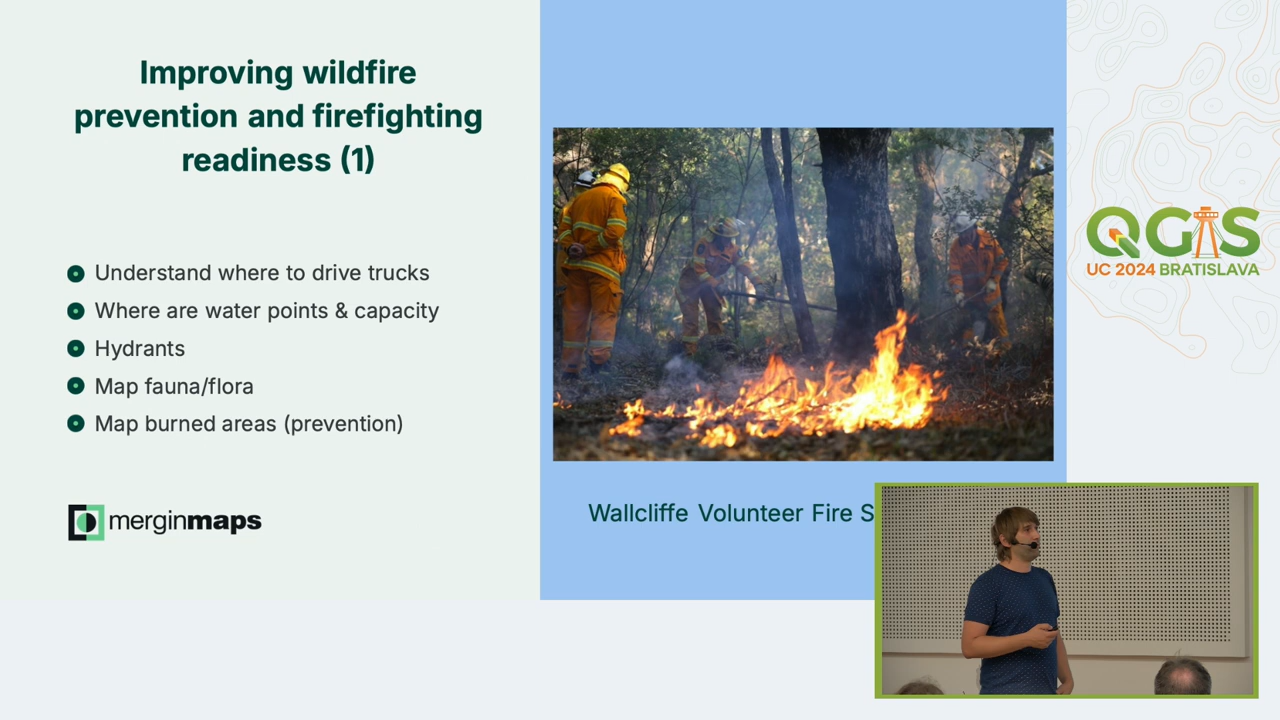 Improving wildfire
prevention and firefighting
readiness (1)
Understand where to drive trucks
Where are water points & capacity
Hydrants
Map fauna/flora
Map burned areas (prevention)
merginmaps
Wallcliffe Volunteer Fire S
QGIS
UC 2024 BRATISLAVA